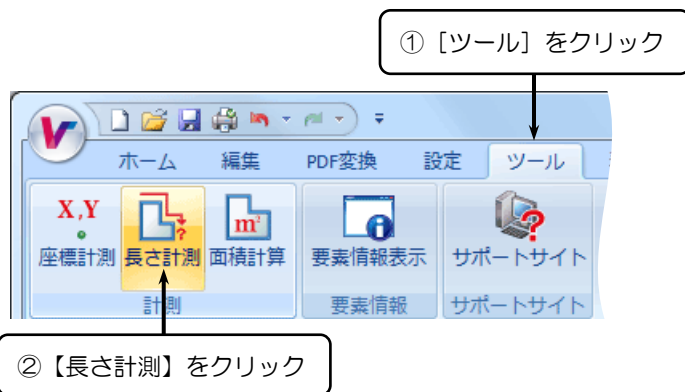 ① [ツール] をクリック
ホーム 編集 PDF変換 設定 ツール
X,Y m²
座標計測 長さ計測 面積計算 要素情報表示 サポートサイト
計測 要素情報 サポートサイト
②【長さ計測】をクリック